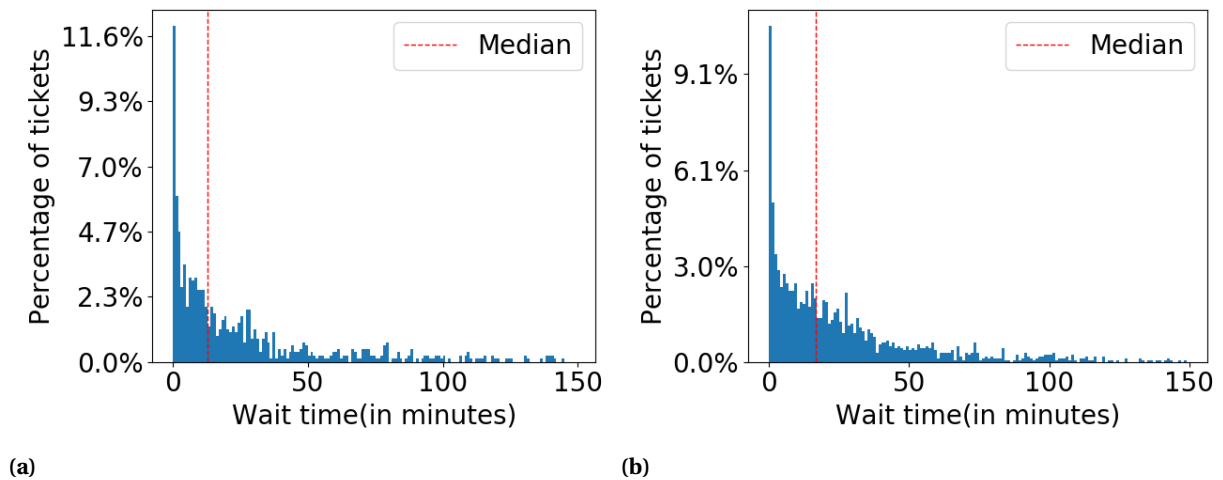 11.6%
9.3%
7.0%
4.7%
2.3%
0.0%
Percentage of tickets
Median
0 50 100 150
Wait time(in minutes)
(a)
9.1%
6.1%
3.0%
0.0%
Percentage of tickets
Median
0 50 100 150
Wait time(in minutes)
(b)